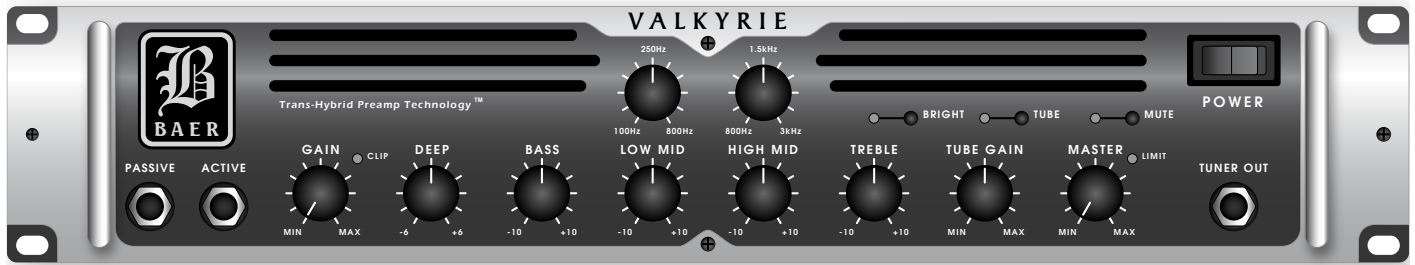 VALKYRIE
B
BAER
Trans-Hybrid Preamp Technology™
250Hz
100Hz 800Hz
1.5kHz
800Hz 3kHz
BRIGHT TUBE MUTE
POWER
PASSIVE ACTIVE
GAIN CLIP
MIN MAX
DEEP
-6 +6
BASS
-10 +10
LOW MID
-10 +10
HIGH MID
-10 +10
TREBLE
-10 +10
TUBE GAIN
MIN MAX
MASTER LIMIT
MIN MAX
TUNER OUT